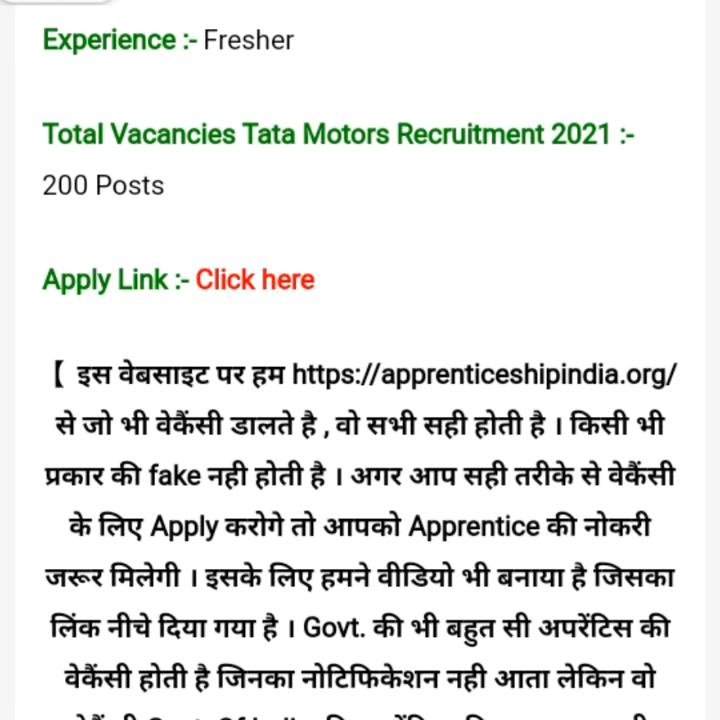 Experience :- Fresher
Total Vacancies Tata Motors Recruitment 2021 :-
200 Posts
Apply Link :- Click here
【 इस वेबसाइट पर हम https://apprenticeshipindia.org/
से जो भी वेकैंसी डालते है , वो सभी सही होती है । किसी भी
प्रकार की fake नही होती है । अगर आप सही तरीके से वेकैंसी
के लिए Apply करोगे तो आपको Apprentice की नोकरी
जरूर मिलेगी । इसके लिए हमने वीडियो भी बनाया है जिसका
लिंक नीचे दिया गया है । Govt. की भी बहुत सी अपरेंटिस की
वेकैंसी होती है जिनका नोटिफिकेशन नही आता लेकिन वो